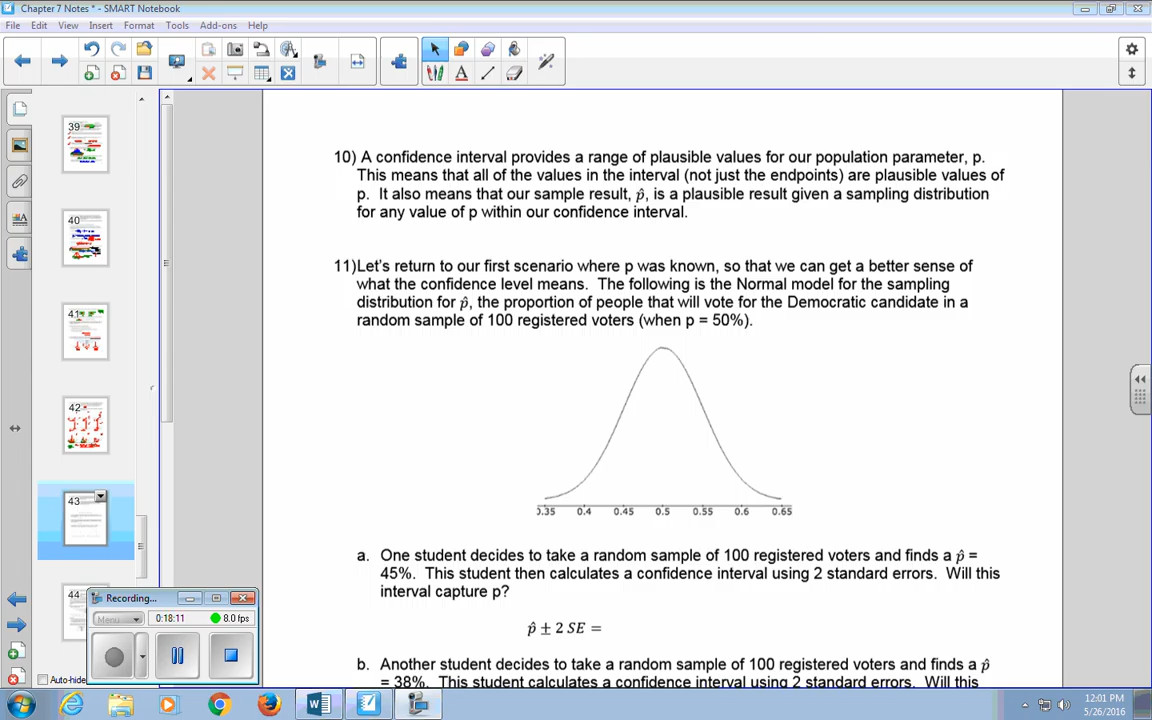 Chapter 7 Notes * - SMART Notebook
File Edit View Insert Format Tools Add-ons Help
39
40
41
42
43
44
10) A confidence interval provides a range of plausible values for our population parameter, p.
This means that all of the values in the interval (not just the endpoints) are plausible values of
p. It also means that our sample result, p̂, is a plausible result given a sampling distribution
for any value of p within our confidence interval.
11)Let's return to our first scenario where p was known, so that we can get a better sense of
what the confidence level means. The following is the Normal model for the sampling
distribution for p̂, the proportion of people that will vote for the Democratic candidate in a
random sample of 100 registered voters (when p = 50%).
0.35 0.4 0.45 0.5 0.55 0.6 0.65
a. One student decides to take a random sample of 100 registered voters and finds a p̂ =
45%. This student then calculates a confidence interval using 2 standard errors. Will this
interval capture p?
p̂ ± 2 SE =
b. Another student decides to take a random sample of 100 registered voters and finds a p̂
= 38%. This student calculates a confidence interval using 2 standard errors. Will this
Recording...
Menu 0:18:11 8.0 fps
Auto-hide
12:01 PM
5/26/2016